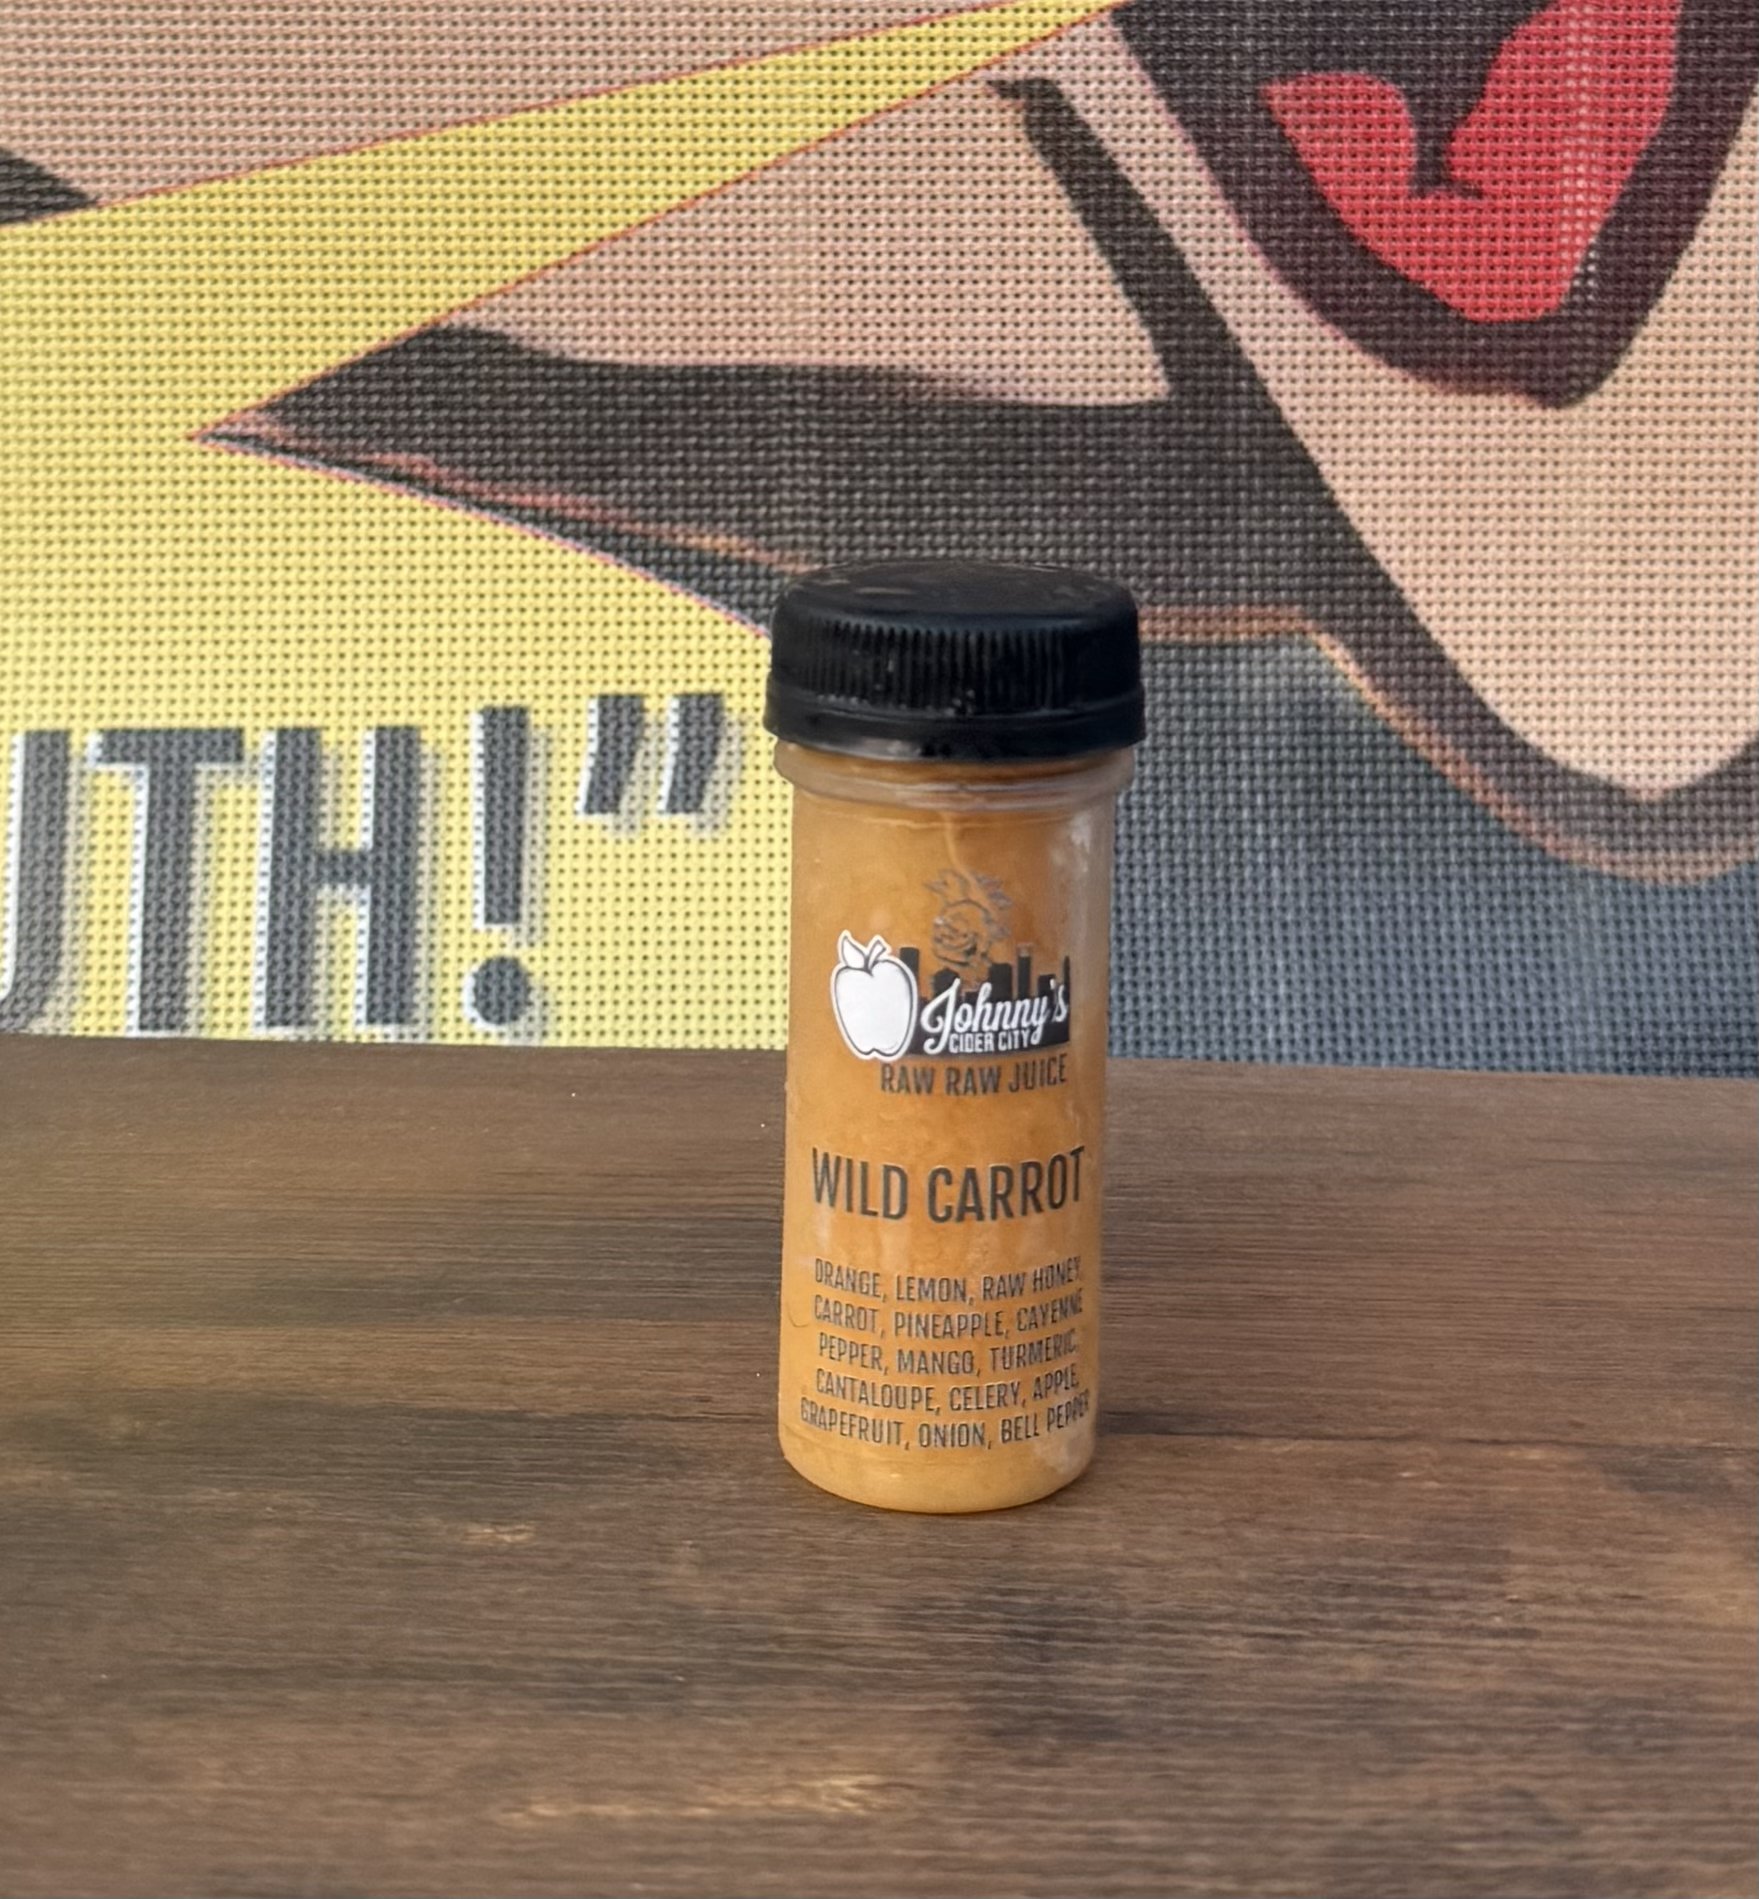 UTH!”
Johnny's
CIDER CITY
RAW RAW JUICE
WILD CARROT
ORANGE, LEMON, RAW HONEY,
CARROT, PINEAPPLE, CAYENNE
PEPPER, MANGO, TURMERIC,
CANTALOUPE, CELERY, APPLE,
GRAPEFRUIT, ONION, BELL PEPPER